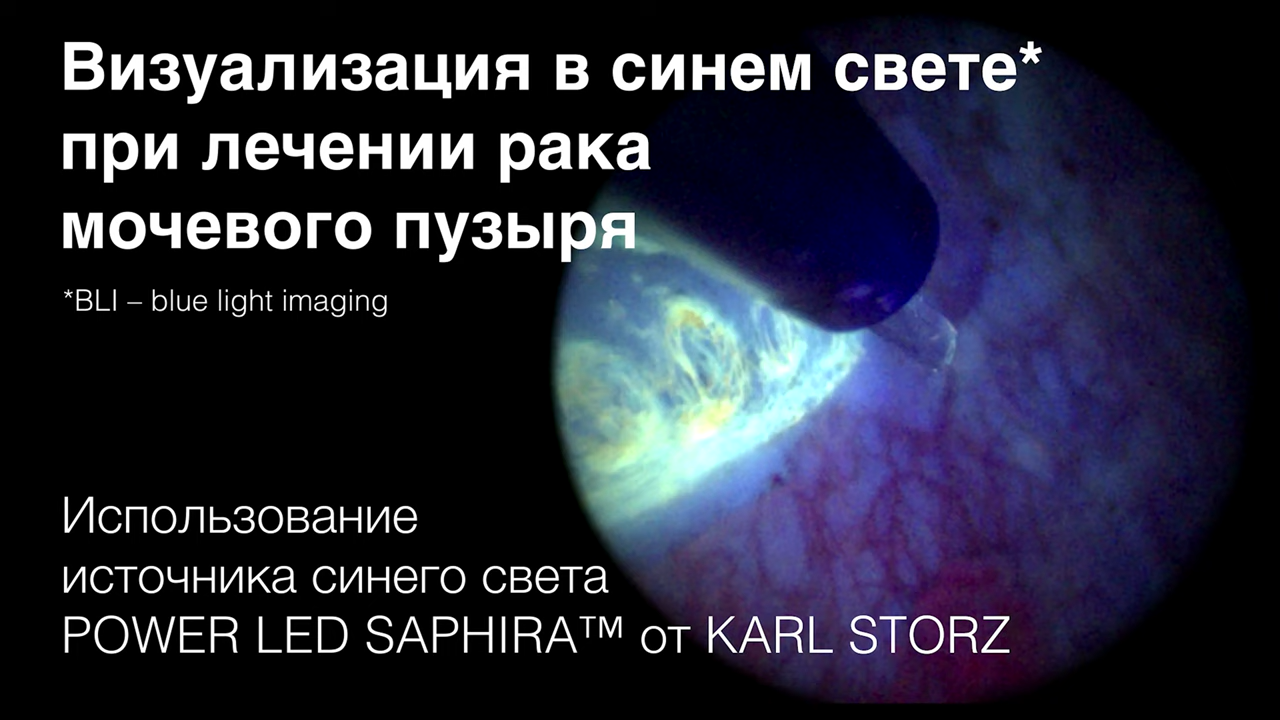 Визуализация в синем свете*
при лечении рака
мочевого пузыря
*BLI – blue light imaging
Использование
источника синего света
POWER LED SAPHIRA™ от KARL STORZ